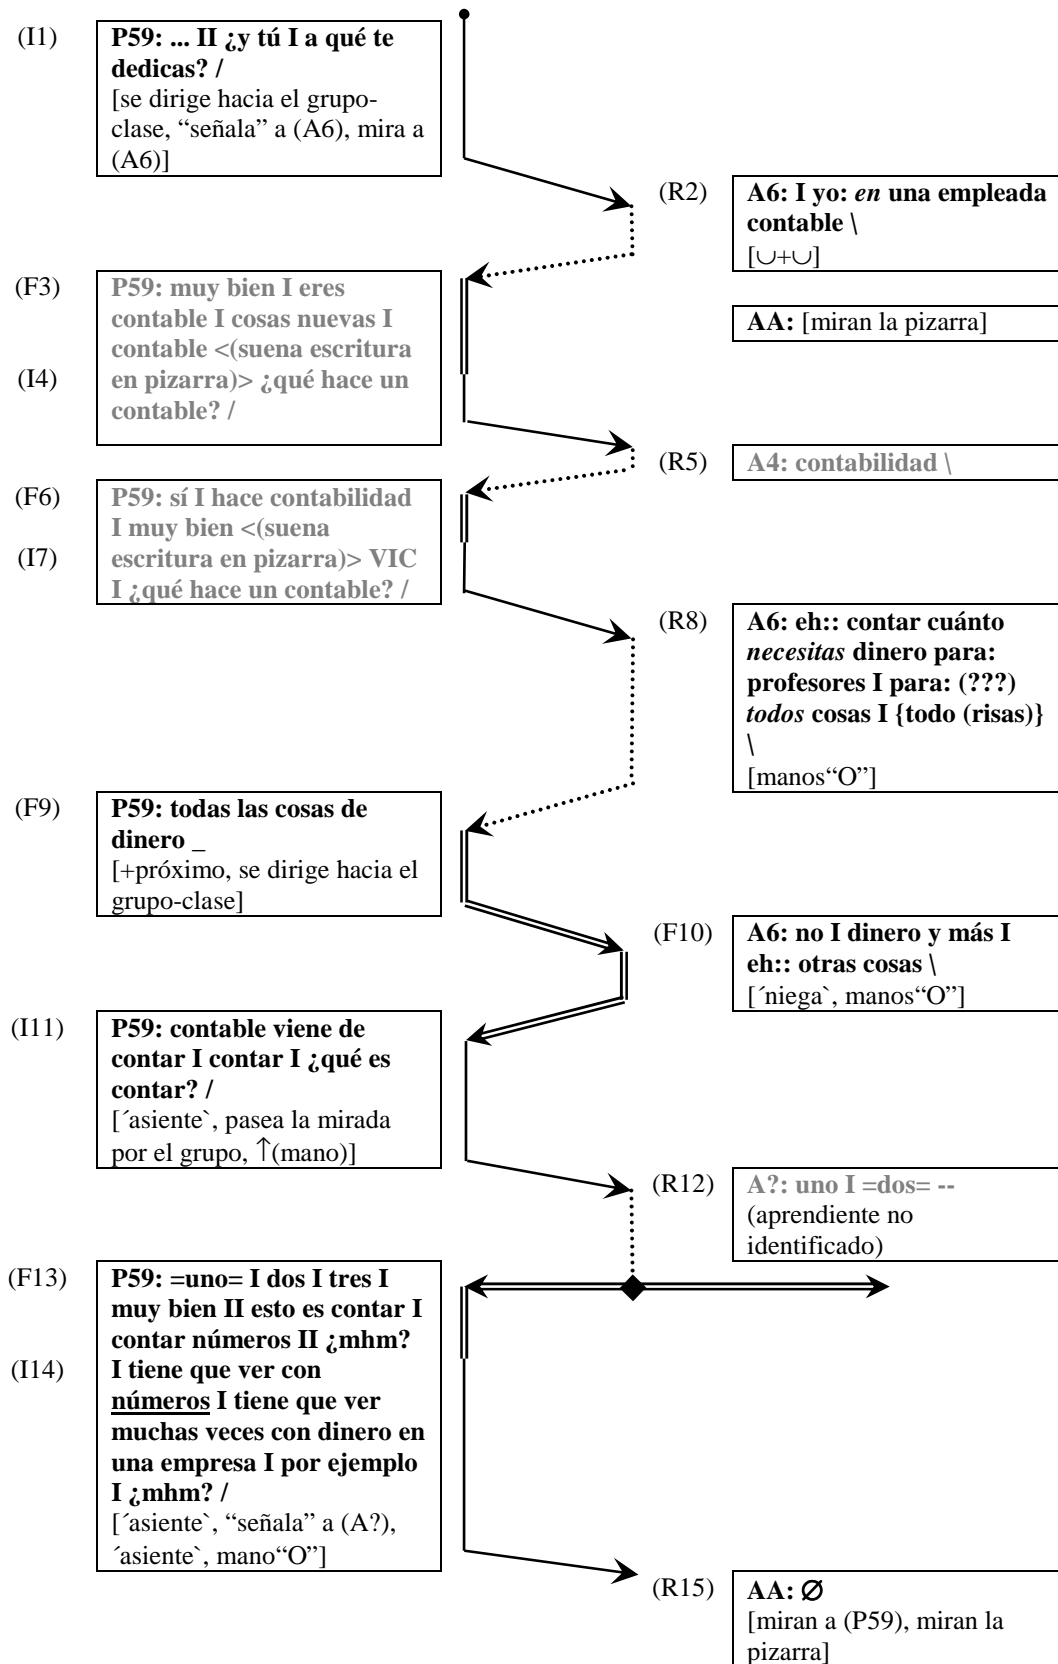 (I1)
P59: ... II ¿y tú I a qué te
dedicas? /
[se dirige hacia el grupo-
clase, “señala” a (A6), mira a
(A6)]
(R2)
A6: I yo: en una empleada
contable \
[∪+∪]
(F3)
P59: muy bien I eres
contable I cosas nuevas I
contable <(suena escritura
(I4)
en pizarra)> ¿qué hace un
contable? /
AA: [miran la pizarra]
(R5)
A4: contabilidad \
(F6)
P59: sí I hace contabilidad
I muy bien <(suena
(I7)
escritura en pizarra)> VIC
I ¿qué hace un contable? /
(R8)
A6: eh:: contar cuánto
necesitas dinero para:
profesores I para: (???)
todos cosas I {todo (risas)}
\
[manos“O”]
(F9)
P59: todas las cosas de
dinero _
[+próximo, se dirige hacia el
grupo-clase]
(F10)
A6: no I dinero y más I
eh:: otras cosas \
[´niega`, manos“O”]
(I11)
P59: contable viene de
contar I contar I ¿qué es
contar? /
[´asiente`, pasea la mirada
por el grupo, ↑(mano)]
(R12)
A?: uno I =dos= --
(aprendiente no
identificado)
(F13)
P59: =uno= I dos I tres I
muy bien II esto es contar I
contar números II ¿mhm?
(I14)
I tiene que ver con
números I tiene que ver
muchas veces con dinero en
una empresa I por ejemplo
I ¿mhm? /
[´asiente`, “señala” a (A?),
´asiente`, mano“O”]
(R15)
AA: Ø
[miran a (P59), miran la
pizarra]